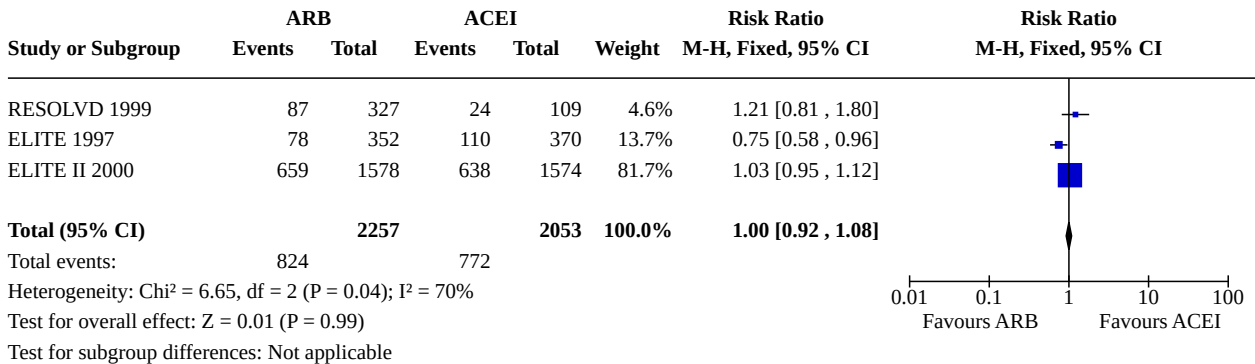 ARB ACEI Risk Ratio Risk Ratio
Study or Subgroup Events Total Events Total Weight M-H, Fixed, 95% CI M-H, Fixed, 95% CI
RESOLVD 1999 87 327 24 109 4.6% 1.21 [0.81 , 1.80]
ELITE 1997 78 352 110 370 13.7% 0.75 [0.58 , 0.96]
ELITE II 2000 659 1578 638 1574 81.7% 1.03 [0.95 , 1.12]
Total (95% CI) 2257 2053 100.0% 1.00 [0.92 , 1.08]
Total events: 824 772
Heterogeneity: Chi² = 6.65, df = 2 (P = 0.04); I² = 70%
0.01 0.1 1 10 100
Test for overall effect: Z = 0.01 (P = 0.99)
Favours ARB Favours ACEI
Test for subgroup differences: Not applicable